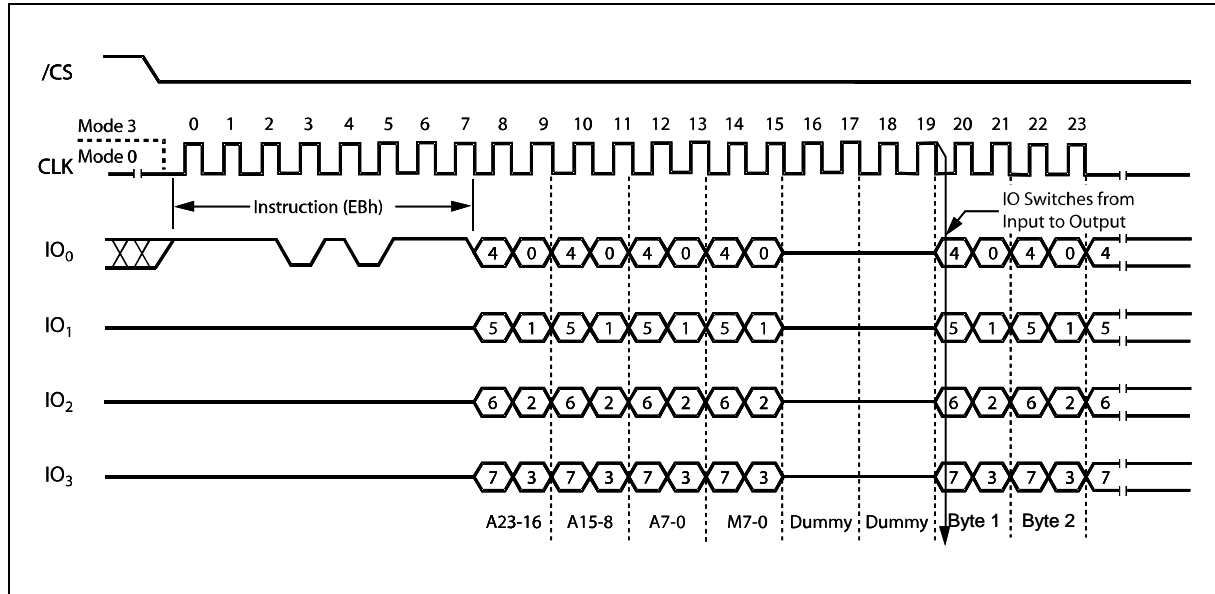 /CS
Mode 3
0 1 2 3 4 5 6 7 8 9 10 11 12 13 14 15 16 17 18 19 20 21 22 23
Mode 0
CLK
Instruction (EBh)
IO Switches from
Input to Output
IO0
4 0 4 0 4 0 4 0 4 0 4 0 4
IO1
5 1 5 1 5 1 5 1 5 1 5 1 5
IO2
6 2 6 2 6 2 6 2 6 2 6 2 6
IO3
7 3 7 3 7 3 7 3 7 3 7 3 7
A23-16 A15-8 A7-0 M7-0 Dummy Dummy Byte 1 Byte 2